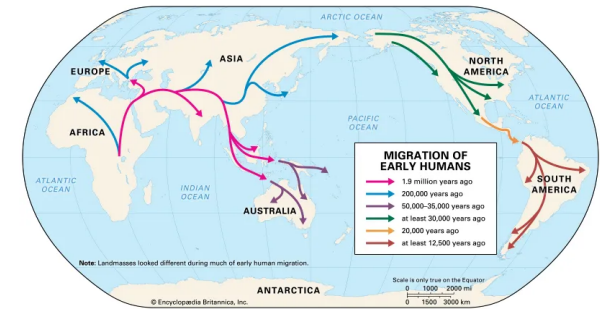 ARCTIC OCEAN
ASIA
EUROPE
NORTH
AMERICA
ATLANTIC
OCEAN
PACIFIC
OCEAN
AFRICA
MIGRATION OF
EARLY HUMANS
1.9 million years ago
200,000 years ago
50,000–35,000 years ago
at least 30,000 years ago
20,000 years ago
at least 12,500 years ago
ATLANTIC
OCEAN
INDIAN
OCEAN
SOUTH
AMERICA
AUSTRALIA
Note: Landmasses looked different during much of early human migration.
Scale is only true on the Equator
0 1000 2000 mi
0 1500 3000 km
ANTARCTICA
© Encyclopædia Britannica, Inc.